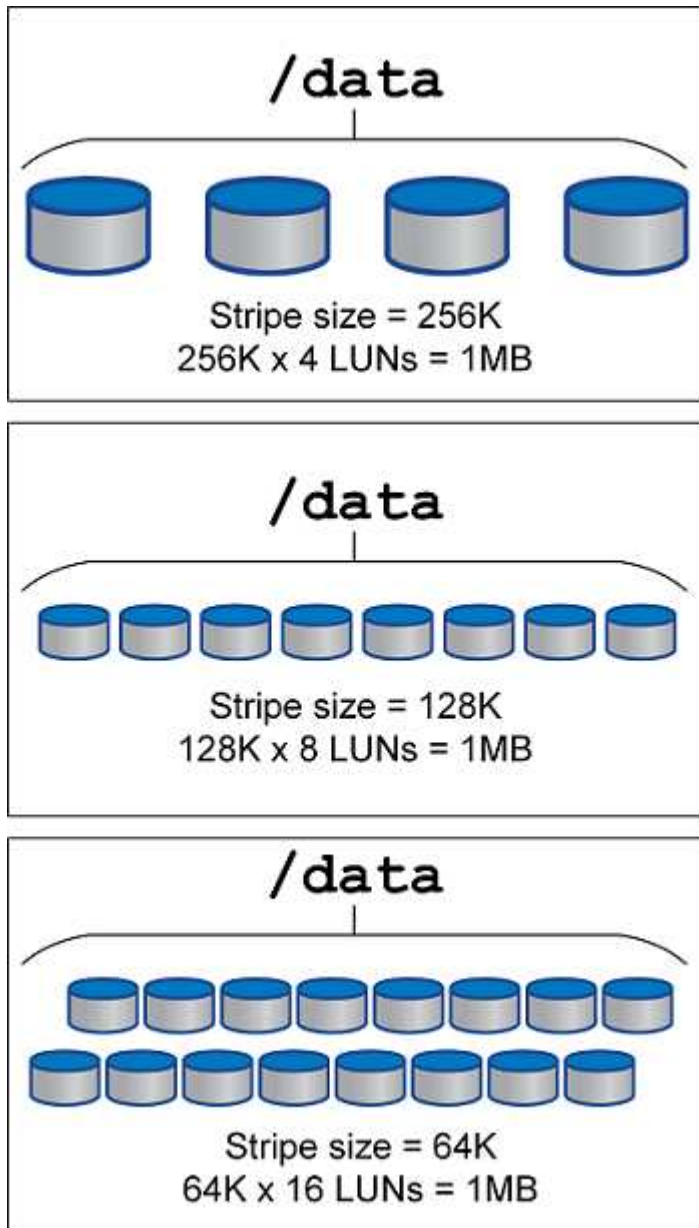 /data
Stripe size = 256K
256K x 4 LUNs = 1MB
/data
Stripe size = 128K
128K x 8 LUNs = 1MB
/data
Stripe size = 64K
64K x 16 LUNs = 1MB